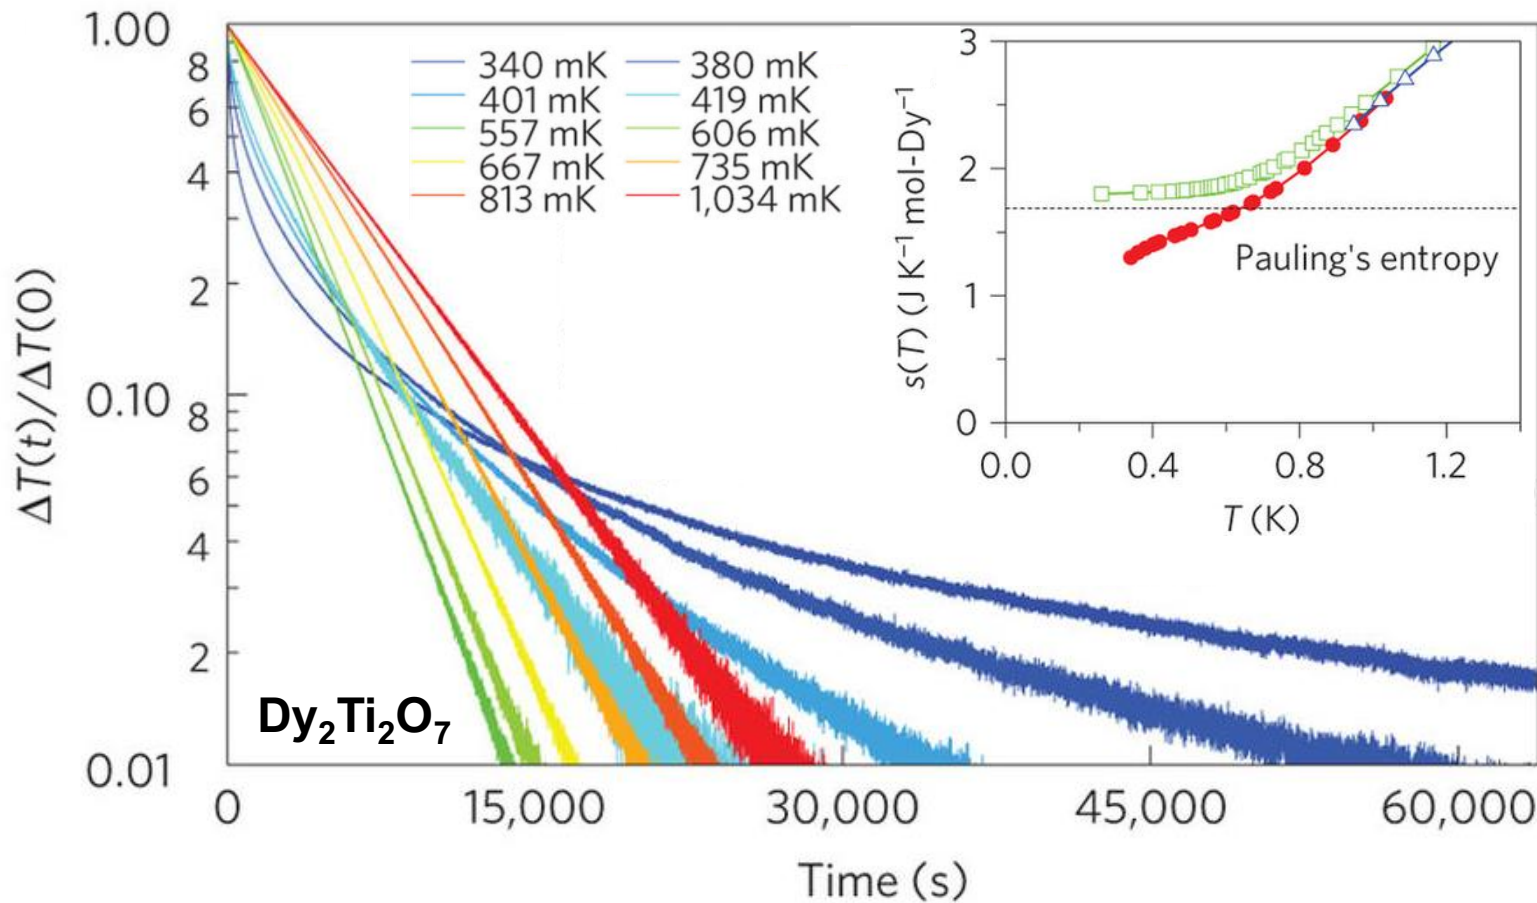 1.00
8
6
4
2
0.10
8
6
4
2
0.01
ΔT(t)/ΔT(0)
340 mK 380 mK
401 mK 419 mK
557 mK 606 mK
667 mK 735 mK
813 mK 1,034 mK
Dy₂Ti₂O₇
0 15,000 30,000 45,000 60,000
Time (s)
3
2
1
0
s(T) (J K⁻¹ mol-Dy⁻¹
Pauling's entropy
0.0 0.4 0.8 1.2
T (K)